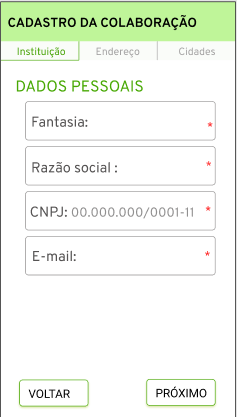 CADASTRO DA COLABORAÇÃO
Instituição Endereço Cidades
DADOS PESSOAIS
Fantasia: *
Razão social : *
CNPJ: 00.000.000/0001-11 *
E-mail: *
VOLTAR PRÓXIMO